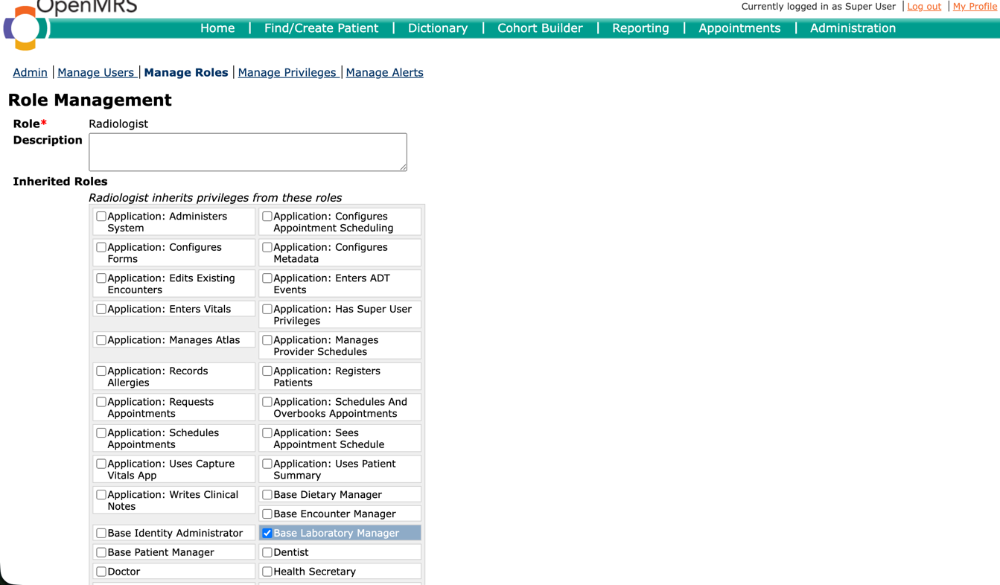 OpenMRS
Currently logged in as Super User | Log out | My Profile
Home | Find/Create Patient | Dictionary | Cohort Builder | Reporting | Appointments | Administration
Admin | Manage Users | Manage Roles | Manage Privileges | Manage Alerts
Role Management
Role* Radiologist
Description
Inherited Roles
Radiologist inherits privileges from these roles
Application: Administers
System
Application: Configures
Appointment Scheduling
Application: Configures
Forms
Application: Configures
Metadata
Application: Edits Existing
Encounters
Application: Enters ADT
Events
Application: Enters Vitals
Application: Has Super User
Privileges
Application: Manages Atlas
Application: Manages
Provider Schedules
Application: Records
Allergies
Application: Registers
Patients
Application: Requests
Appointments
Application: Schedules And
Overbooks Appointments
Application: Schedules
Appointments
Application: Sees
Appointment Schedule
Application: Uses Capture
Vitals App
Application: Uses Patient
Summary
Application: Writes Clinical
Notes
Base Dietary Manager
Base Encounter Manager
Base Identity Administrator
Base Laboratory Manager
Base Patient Manager
Dentist
Doctor
Health Secretary